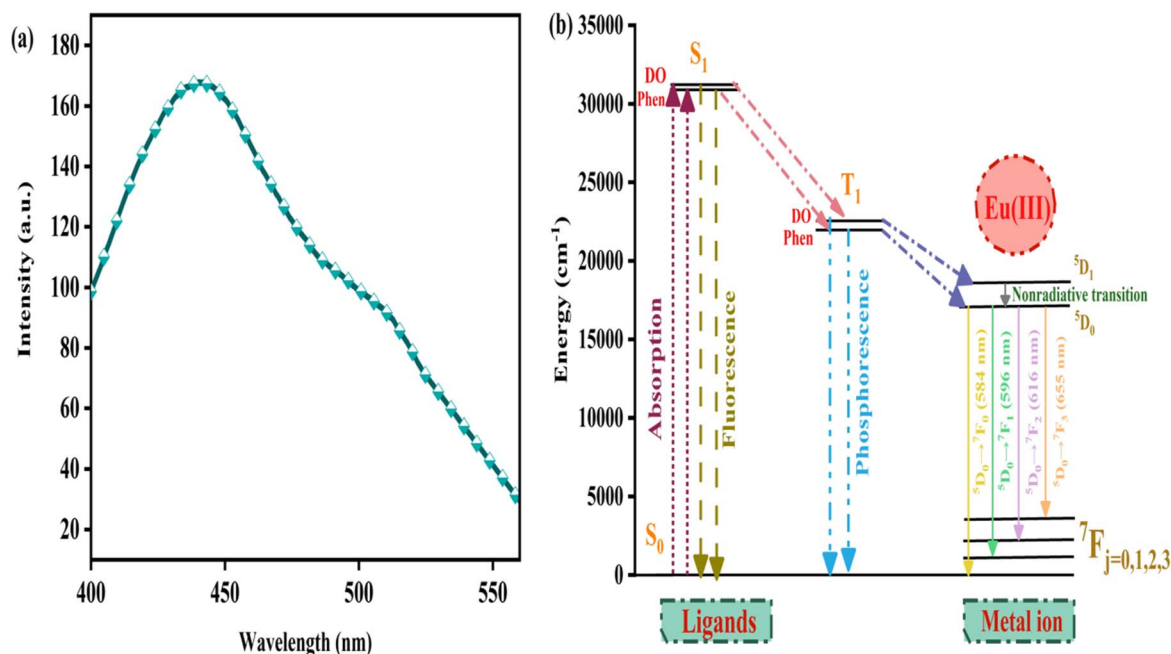 (a)
180
160
140
120
100
80
60
40
20
Intensity (a.u.)
400
450
500
550
Wavelength (nm)
(b)
35000
30000
25000
20000
15000
10000
5000
0
Energy (cm⁻¹)
S₁
DO
Phen
T₁
DO
Phen
Eu(III)
⁵D₁
Nonradiative transition
⁵D₀
Absorption
Fluorescence
Phosphorescence
⁵D₀→⁷F₀ (584 nm)
⁵D₀→⁷F₁ (596 nm)
⁵D₀→⁷F₂ (616 nm)
⁵D₀→⁷F₃ (655 nm)
S₀
⁷Fⱼ₌₀,₁,₂,₃
Ligands
Metal ion